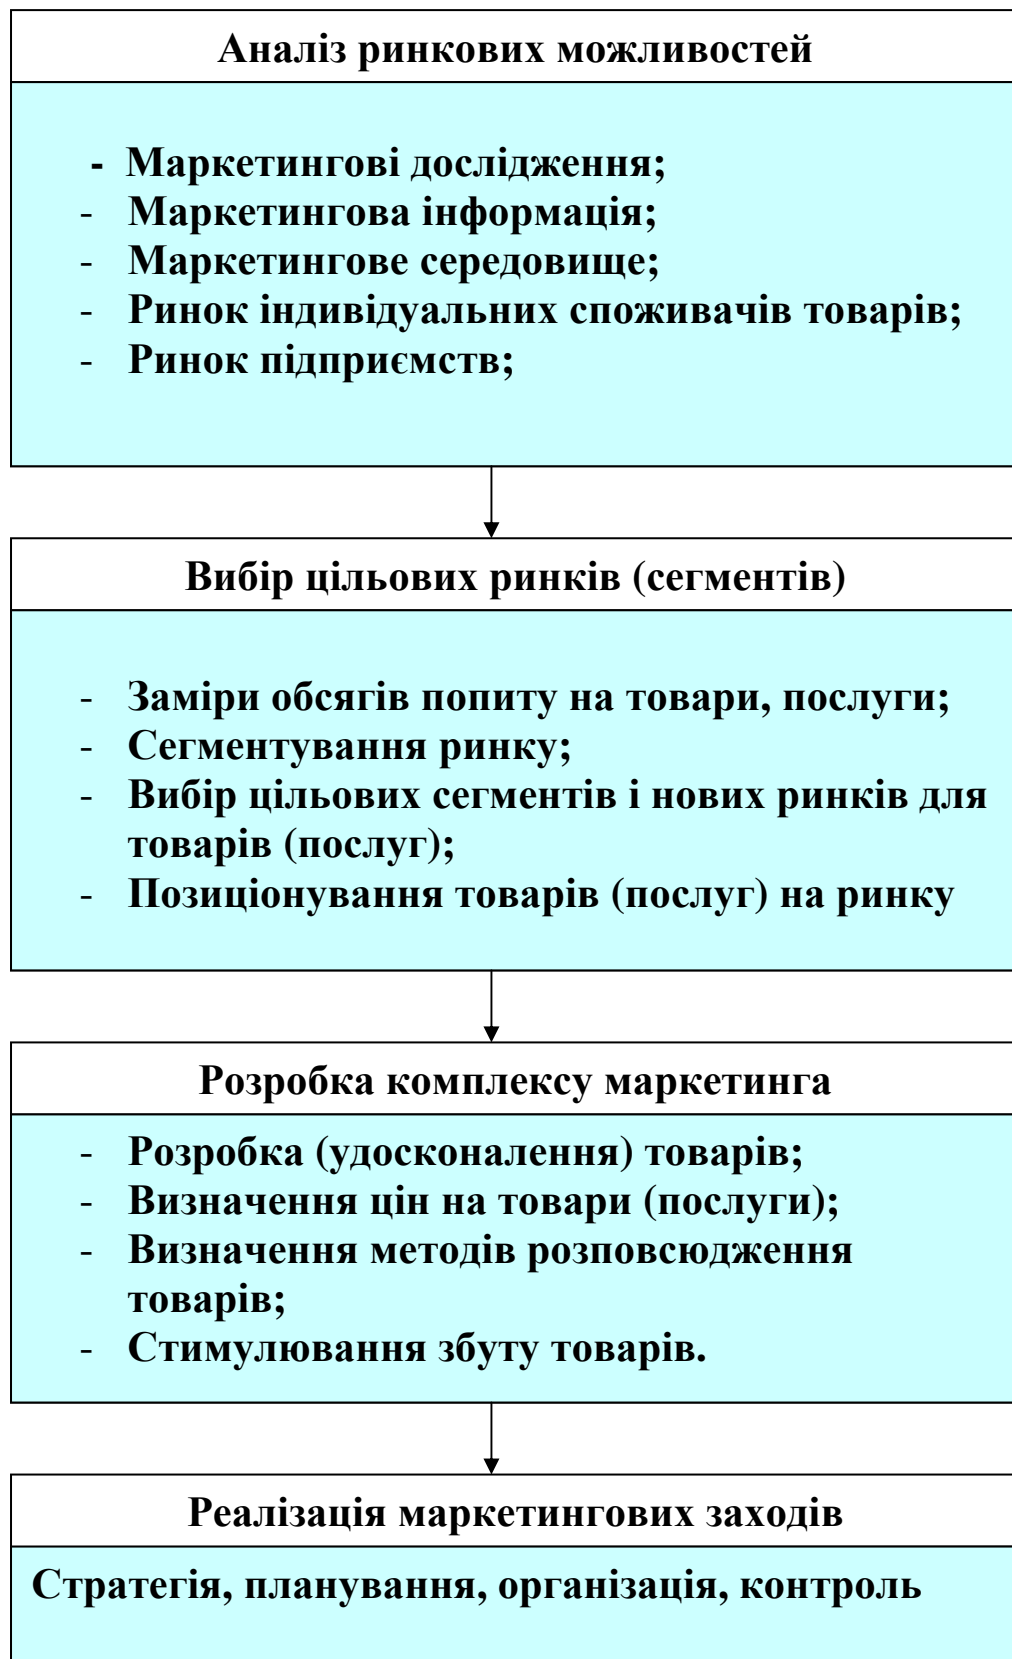 Аналіз ринкових можливостей
- Маркетингові дослідження;
- Маркетингова інформація;
- Маркетингове середовище;
- Ринок індивідуальних споживачів товарів;
- Ринок підприємств;
Вибір цільових ринків (сегментів)
- Заміри обсягів попиту на товари, послуги;
- Сегментування ринку;
- Вибір цільових сегментів і нових ринків для
товарів (послуг);
- Позиціонування товарів (послуг) на ринку
Розробка комплексу маркетинга
- Розробка (удосконалення) товарів;
- Визначення цін на товари (послуги);
- Визначення методів розповсюдження
товарів;
- Стимулювання збуту товарів.
Реалізація маркетингових заходів
Стратегія, планування, організація, контроль